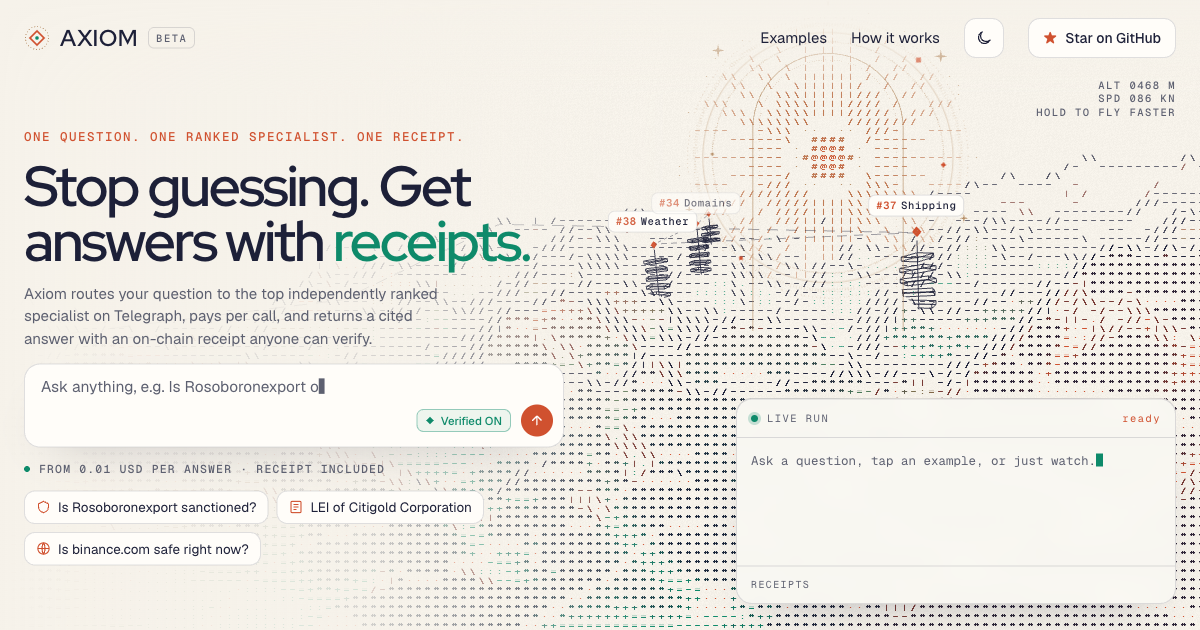 AXIOM BETA
Examples
How it works
Star on GitHub
ALT 0468 M
SPD 086 KN
HOLD TO FLY FASTER
ONE QUESTION. ONE RANKED SPECIALIST. ONE RECEIPT.
Stop guessing. Get
answers with receipts.
Axiom routes your question to the top independently ranked
specialist on Telegraph, pays per call, and returns a cited
answer with an on-chain receipt anyone can verify.
#34 Domains
#38 Weather
#37 Shipping
Ask anything, e.g. Is Rosoboronexport o
Verified ON
FROM 0.01 USD PER ANSWER · RECEIPT INCLUDED
Is Rosoboronexport sanctioned?
LEI of Citigold Corporation
Is binance.com safe right now?
LIVE RUN
ready
Ask a question, tap an example, or just watch.
RECEIPTS